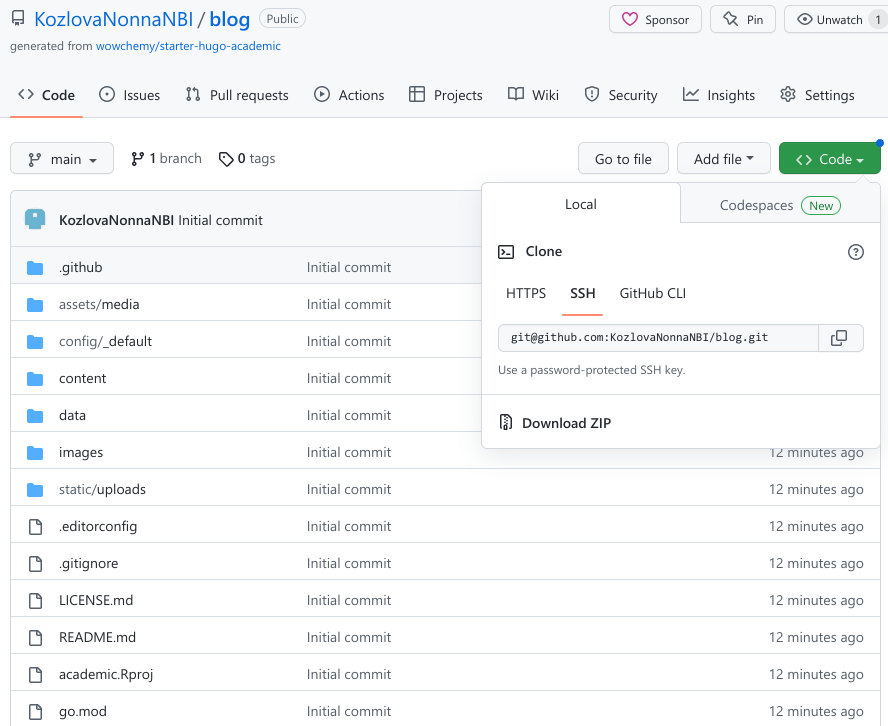 KozlovaNonnaNBI / blog Public Sponsor Pin Unwatch 1
generated from wowchemy/starter-hugo-academic
Code Issues Pull requests Actions Projects Wiki Security Insights Settings
main 1 branch 0 tags Go to file Add file Code
Local Codespaces New
KozlovaNonnaNBI Initial commit
Clone
HTTPS SSH GitHub CLI
git@github.com:KozlovaNonnaNBI/blog.git
Use a password-protected SSH key.
Download ZIP
.github Initial commit
assets/media Initial commit
config/_default Initial commit
content Initial commit
data Initial commit
images Initial commit 12 minutes ago
static/uploads Initial commit 12 minutes ago
.editorconfig Initial commit 12 minutes ago
.gitignore Initial commit 12 minutes ago
LICENSE.md Initial commit 12 minutes ago
README.md Initial commit 12 minutes ago
academic.Rproj Initial commit 12 minutes ago
go.mod Initial commit 12 minutes ago